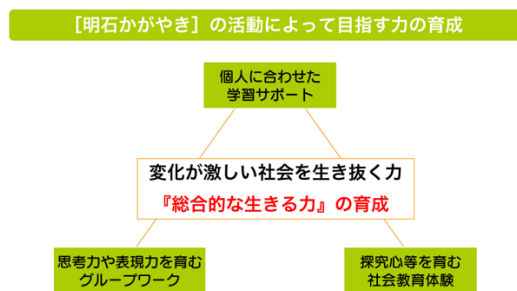 [明石かがやき]の活動によって目指す力の育成
個人に合わせた
学習サポート
変化が激しい社会を生き抜く力
『総合的な生きる力』の育成
思考力や表現力を育む
グループワーク
探究心等を育む
社会教育体験